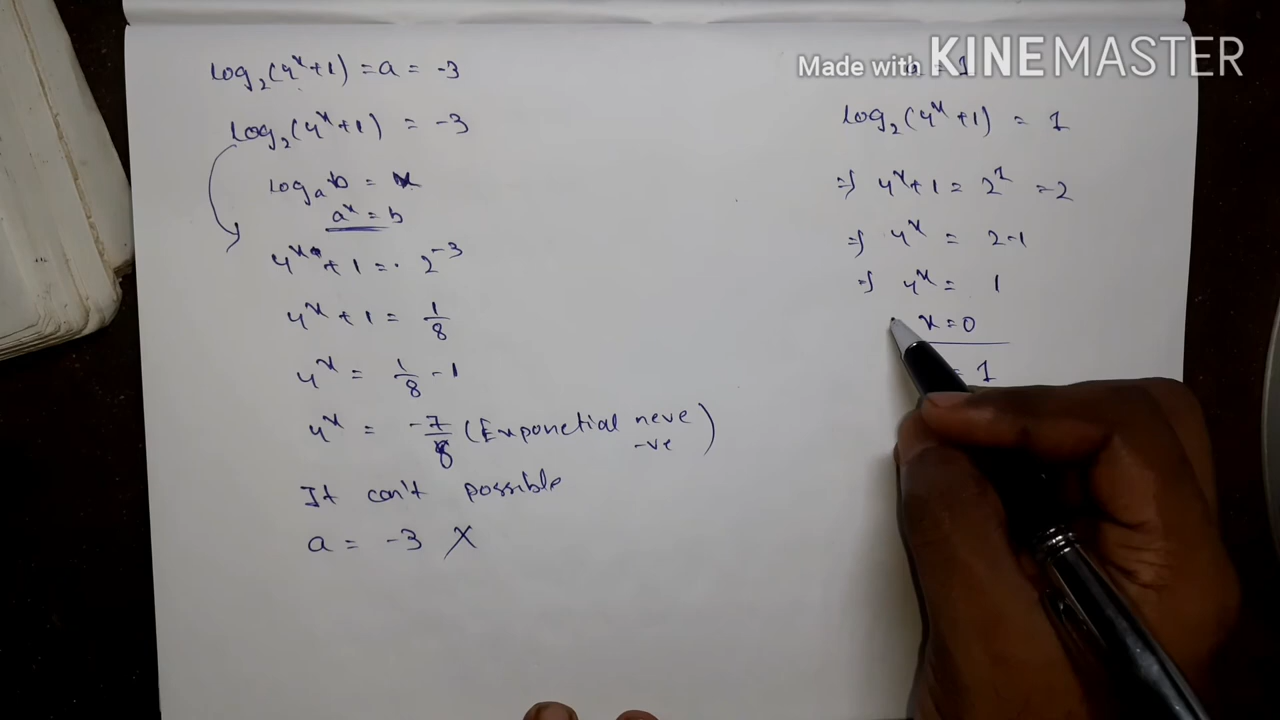 log₂(4ˣ+1) = a = -3
log₂(4ˣ+1) = -3
logₐb = x
aˣ = b
4ˣ + 1 = 2⁻³
4ˣ + 1 = 1/8
4ˣ = 1/8 - 1
4ˣ = -7/8 (Exponetial neve -ve)
It can't possible
a = -3 X
Made with KINEMASTER
a = 1
log₂(4ˣ+1) = 1
⇒ 4ˣ+1 = 2¹ = 2
⇒ 4ˣ = 2-1
⇒ 4ˣ = 1
x = 0
= 1